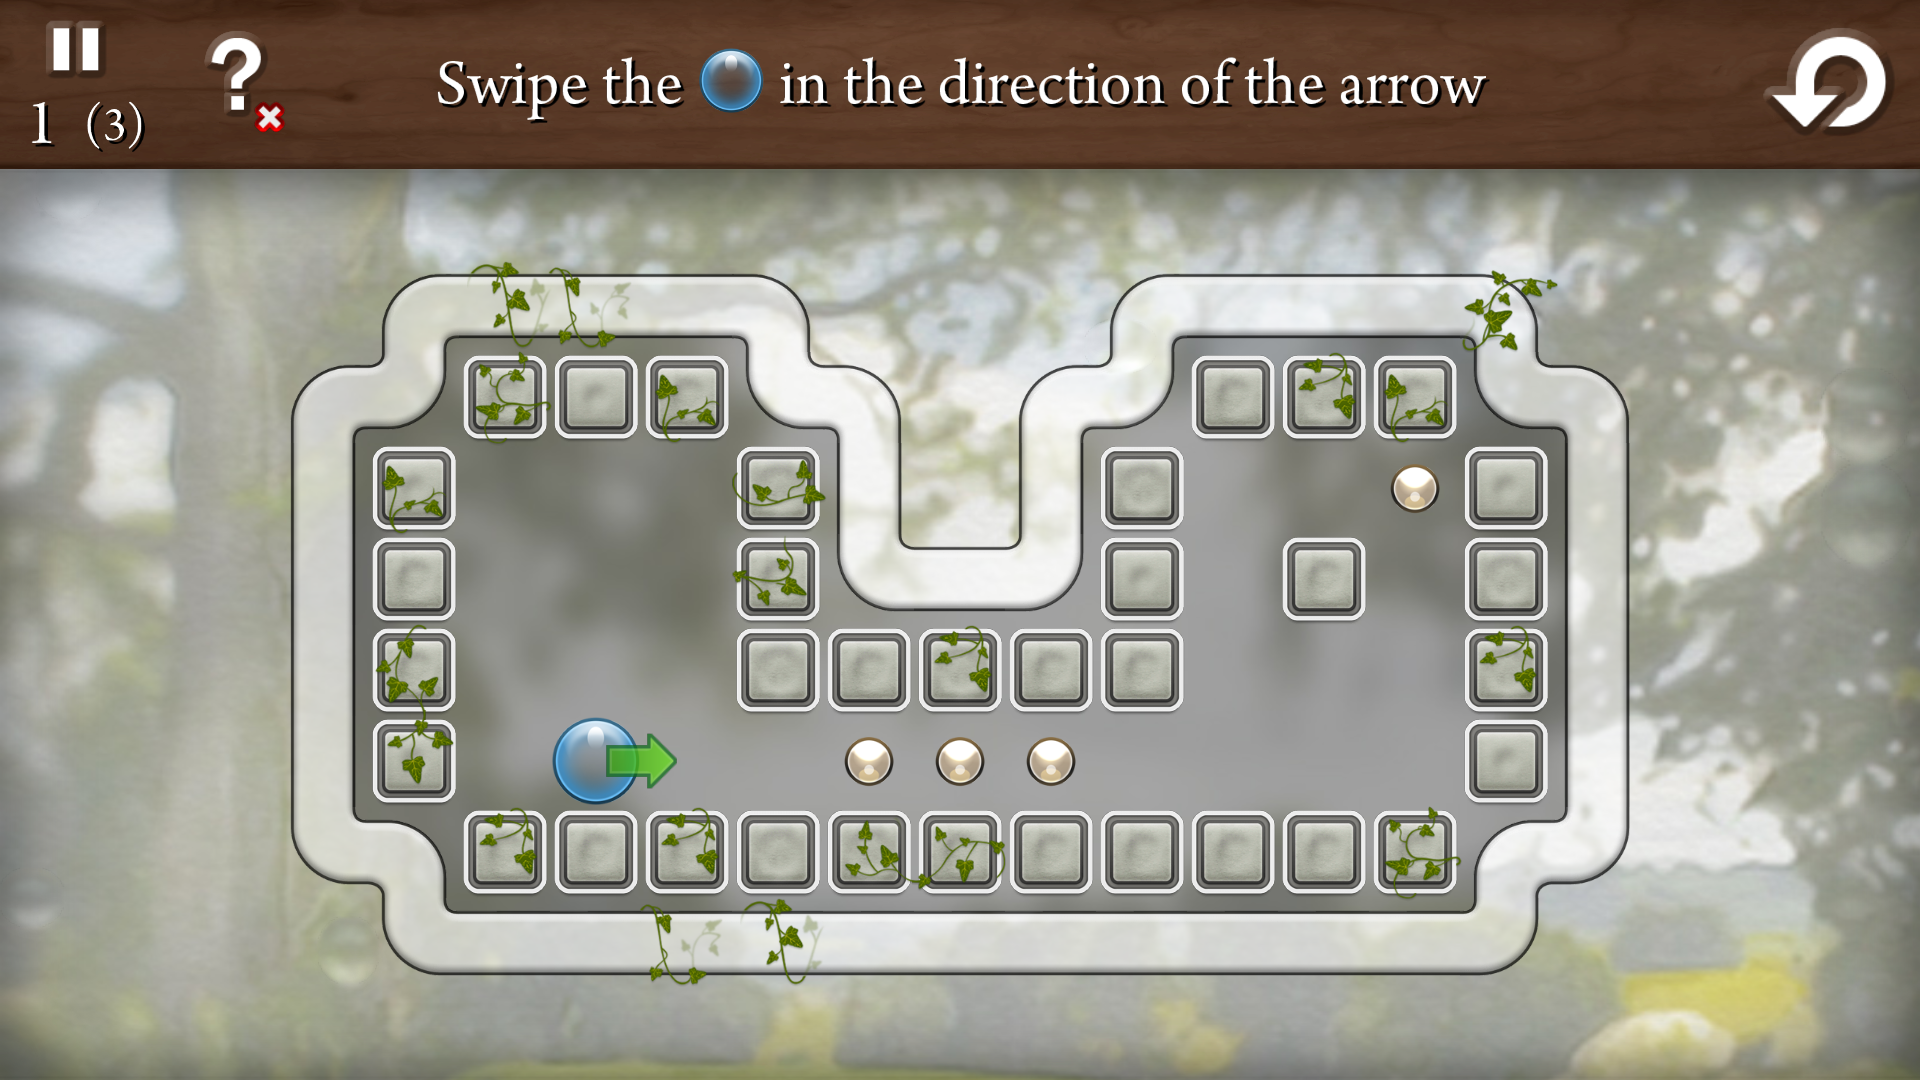 Swipe the in the direction of the arrow
?
1 (3)